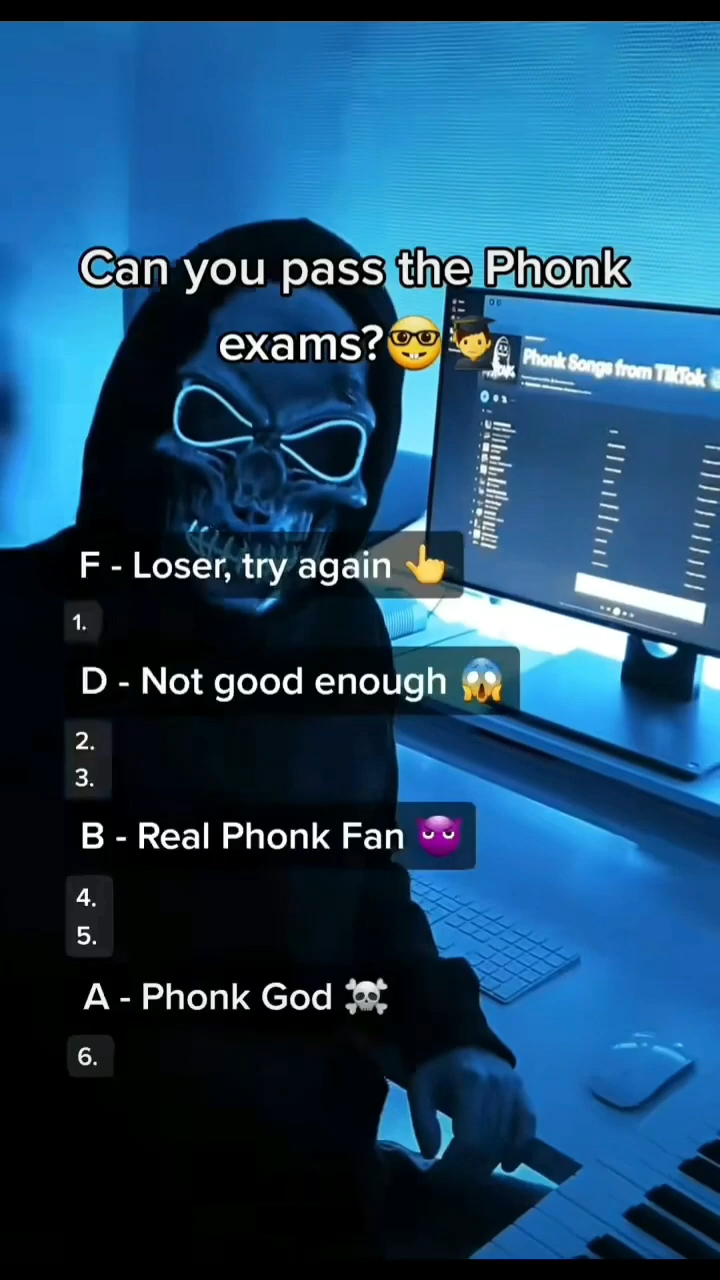 Can you pass the Phonk
exams?🤓👨‍🎓
Phonk Songs from TikTok
F - Loser, try again 👆
1.
D - Not good enough 😱
2.
3.
B - Real Phonk Fan 😈
4.
5.
A - Phonk God ☠️
6.